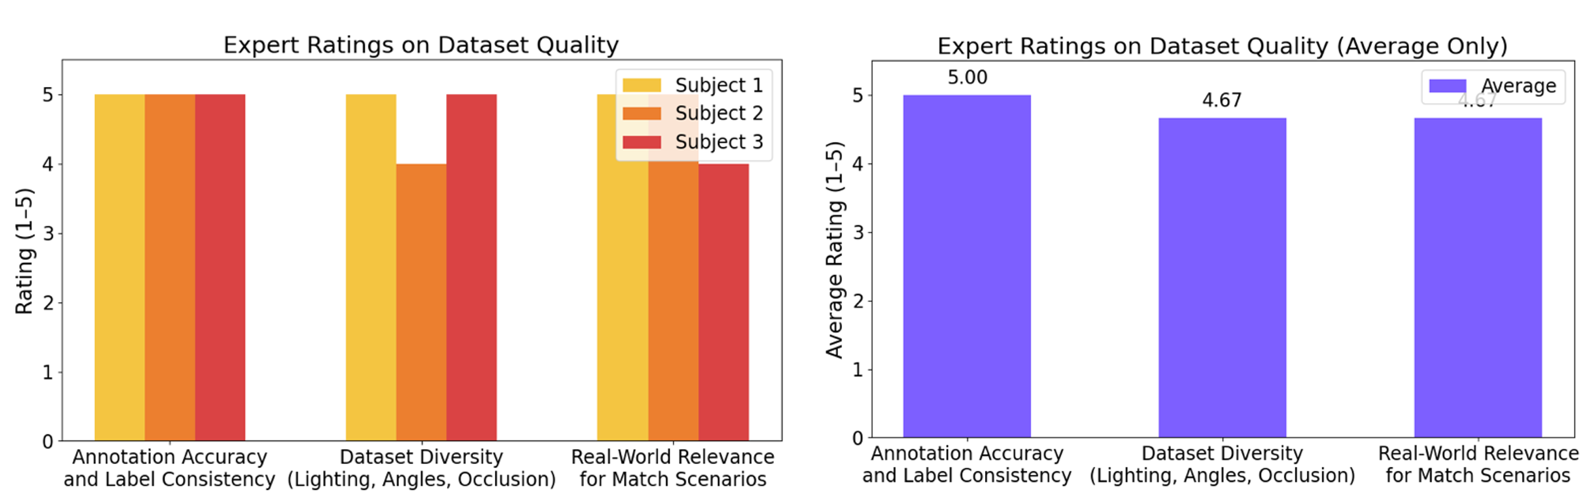 Expert Ratings on Dataset Quality
Subject 1
Subject 2
Subject 3
Rating (1–5)
5
4
3
2
1
0
Annotation Accuracy
and Label Consistency
Dataset Diversity
(Lighting, Angles, Occlusion)
Real-World Relevance
for Match Scenarios
Expert Ratings on Dataset Quality (Average Only)
Average
5.00
4.67
4.67
Average Rating (1–5)
5
4
3
2
1
0
Annotation Accuracy
and Label Consistency
Dataset Diversity
(Lighting, Angles, Occlusion)
Real-World Relevance
for Match Scenarios